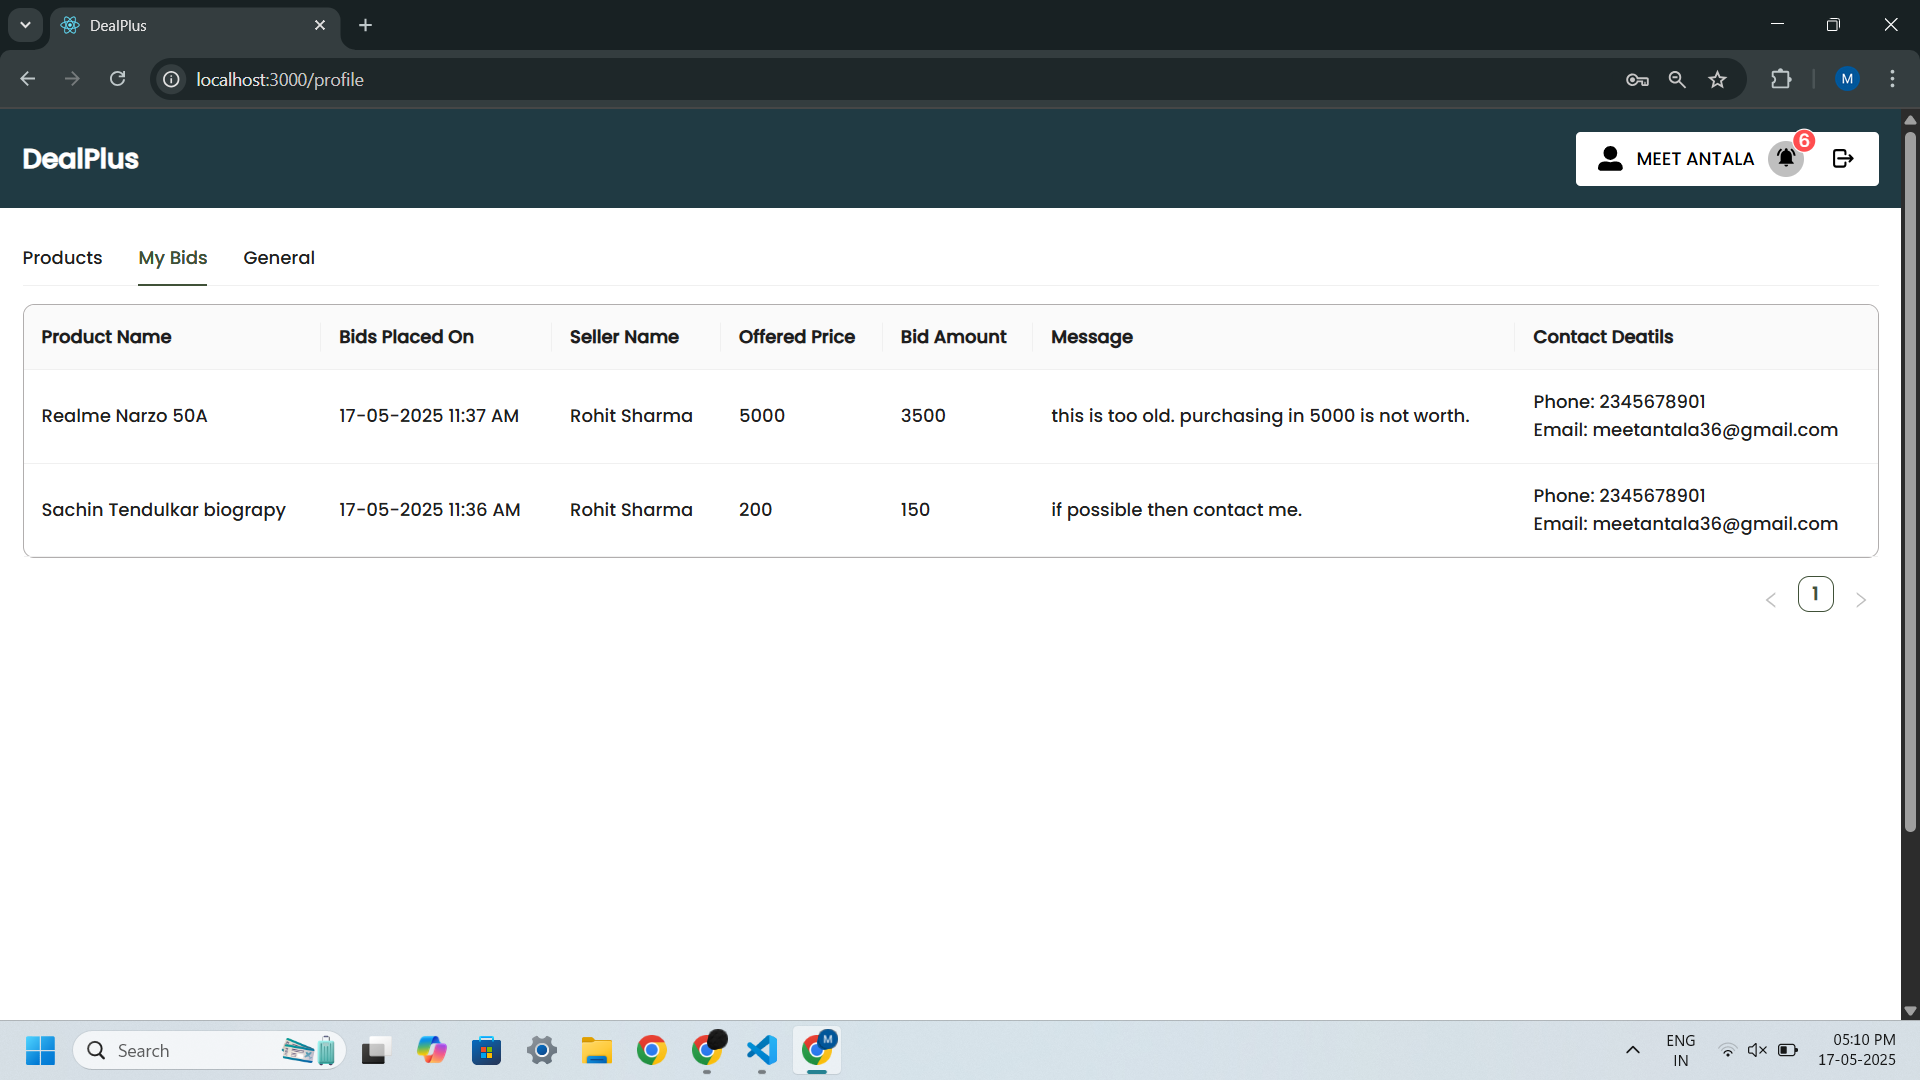 DealPlus
localhost:3000/profile
M
DealPlus
MEET ANTALA
6
Products My Bids General
Product Name Bids Placed On Seller Name Offered Price Bid Amount Message Contact Deatils
Realme Narzo 50A 17-05-2025 11:37 AM Rohit Sharma 5000 3500 this is too old. purchasing in 5000 is not worth. Phone: 2345678901
Email: meetantala36@gmail.com
Sachin Tendulkar biograpy 17-05-2025 11:36 AM Rohit Sharma 200 150 if possible then contact me. Phone: 2345678901
Email: meetantala36@gmail.com
1
Search
M
ENG
IN
05:10 PM
17-05-2025